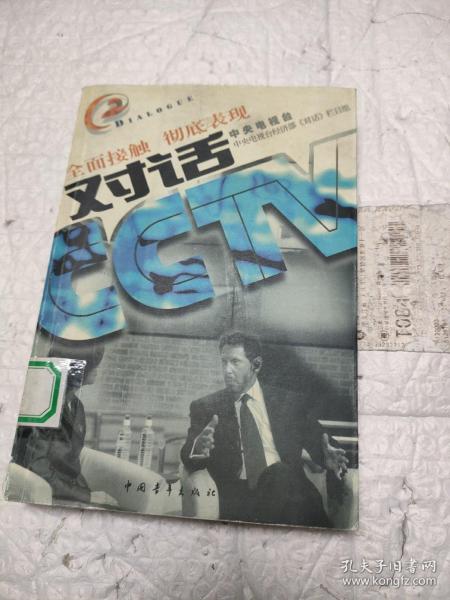 2
DIALOGUE
全面接触 彻底表现
中央电视台
中央电视台经济部《对话》栏目组
对话
CCTV
中国青年出版社
孔夫子旧书网
www.kongfz.com